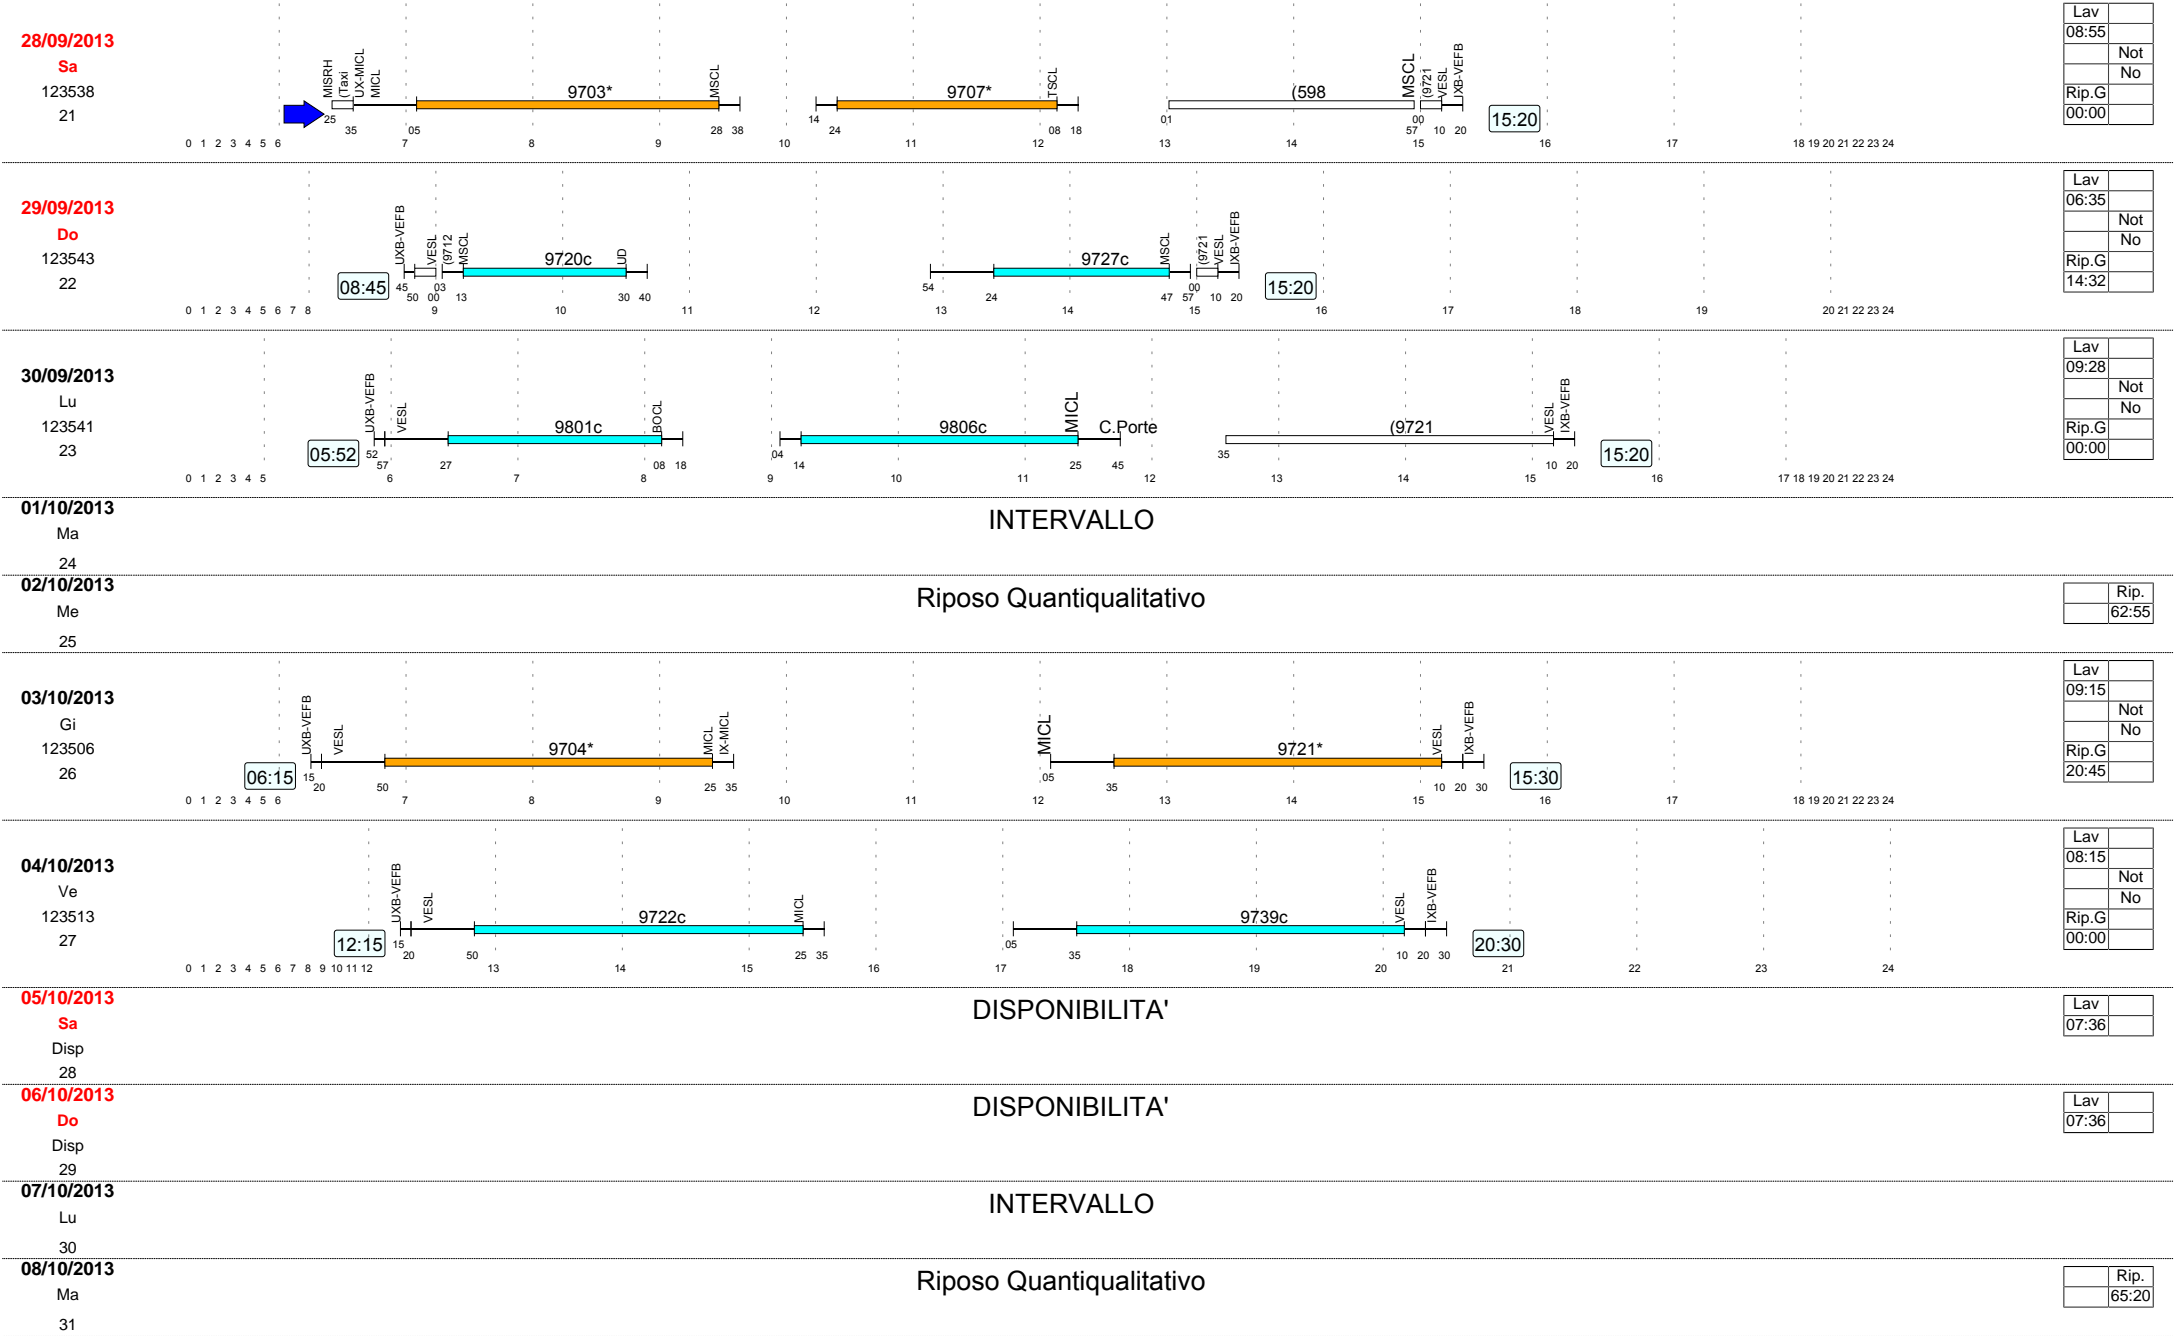 28/09/2013
Sa
123538
21
MISRH
(Taxi
UX-MICL
MICL
9703*
MSCL
9707*
TSCL
(598
MSCL
(9721
VESL
IXB-VEFB
25 35 05 28 38 14 24 08 18 01 57 00 10 20
15:20
0 1 2 3 4 5 6 7 8 9 10 11 12 13 14 15 16 17 18 19 20 21 22 23 24
Lav
08:55
Not
No
Rip.G
00:00
29/09/2013
Do
123543
22
08:45
UXB-VEFB
VESL
(9712
MSCL
9720c
UD
9727c
MSCL
(9721
VESL
IXB-VEFB
45 50 00 03 13 30 40 54 24 47 57 00 10 20
15:20
0 1 2 3 4 5 6 7 8 9 10 11 12 13 14 15 16 17 18 19 20 21 22 23 24
Lav
06:35
Not
No
Rip.G
14:32
30/09/2013
Lu
123541
23
05:52
UXB-VEFB
VESL
9801c
BOCL
9806c
MICL
C.Porte
(9721
VESL
IXB-VEFB
52 57 27 08 18 04 14 25 45 35 10 20
15:20
0 1 2 3 4 5 6 7 8 9 10 11 12 13 14 15 16 17 18 19 20 21 22 23 24
Lav
09:28
Not
No
Rip.G
00:00
01/10/2013
Ma
24
INTERVALLO
02/10/2013
Me
25
Riposo Quantiqualitativo
Rip.
62:55
03/10/2013
Gi
123506
26
06:15
UXB-VEFB
VESL
9704*
MICL
IX-MICL
MICL
9721*
VESL
IXB-VEFB
15 20 50 25 35 05 35 10 20 30
15:30
0 1 2 3 4 5 6 7 8 9 10 11 12 13 14 15 16 17 18 19 20 21 22 23 24
Lav
09:15
Not
No
Rip.G
20:45
04/10/2013
Ve
123513
27
12:15
UXB-VEFB
VESL
9722c
MICL
9739c
VESL
IXB-VEFB
15 20 50 25 35 05 35 10 20 30
20:30
0 1 2 3 4 5 6 7 8 9 10 11 12 13 14 15 16 17 18 19 20 21 22 23 24
Lav
08:15
Not
No
Rip.G
00:00
05/10/2013
Sa
Disp
28
DISPONIBILITA'
Lav
07:36
06/10/2013
Do
Disp
29
DISPONIBILITA'
Lav
07:36
07/10/2013
Lu
30
INTERVALLO
08/10/2013
Ma
31
Riposo Quantiqualitativo
Rip.
65:20